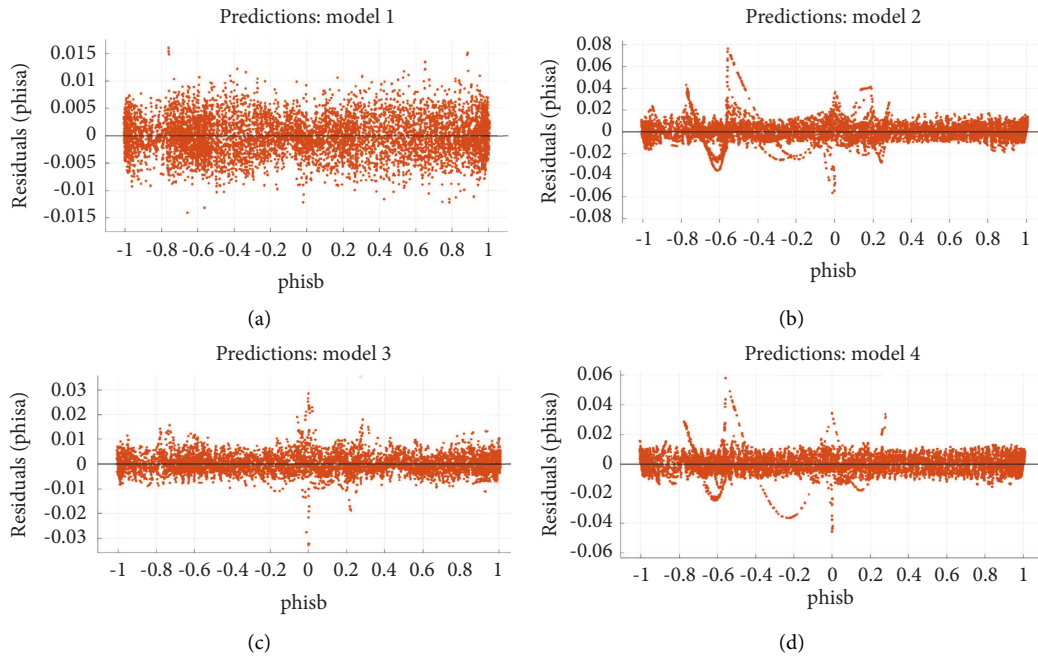 Predictions: model 1
Residuals (phisa)
0.015
0.01
0.005
0
-0.005
-0.01
-0.015
-1 -0.8 -0.6 -0.4 -0.2 0 0.2 0.4 0.6 0.8 1
phisb
(a)
Predictions: model 2
Residuals (phisa)
0.08
0.06
0.04
0.02
0
-0.02
-0.04
-0.06
-0.08
-1 -0.8 -0.6 -0.4 -0.2 0 0.2 0.4 0.6 0.8 1
phisb
(b)
Predictions: model 3
Residuals (phisa)
0.03
0.02
0.01
0
-0.01
-0.02
-0.03
-1 -0.8 -0.6 -0.4 -0.2 0 0.2 0.4 0.6 0.8 1
phisb
(c)
Predictions: model 4
Residuals (phisa)
0.06
0.04
0.02
0
-0.02
-0.04
-0.06
-1 -0.8 -0.6 -0.4 -0.2 0 0.2 0.4 0.6 0.8 1
phisb
(d)